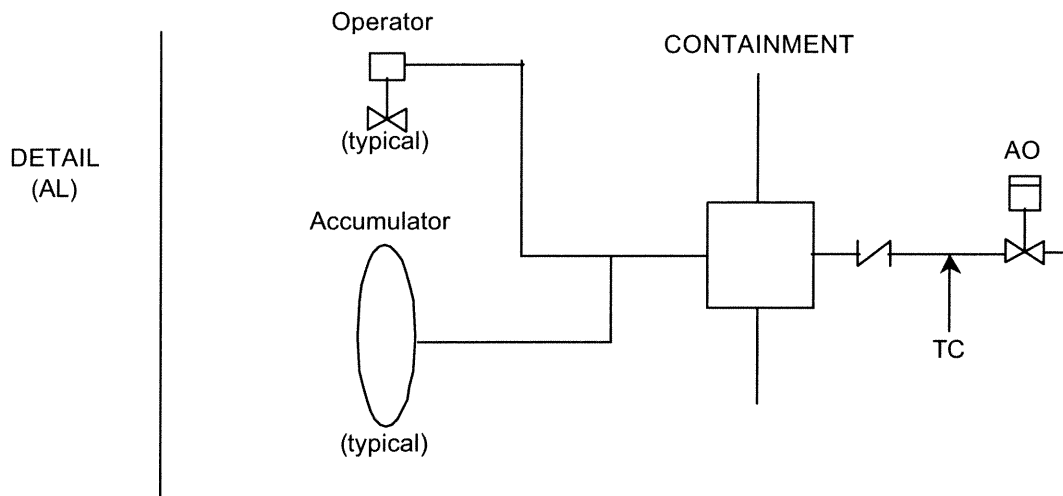 DETAIL
(AL)
Operator
(typical)
Accumulator
(typical)
CONTAINMENT
AO
TC